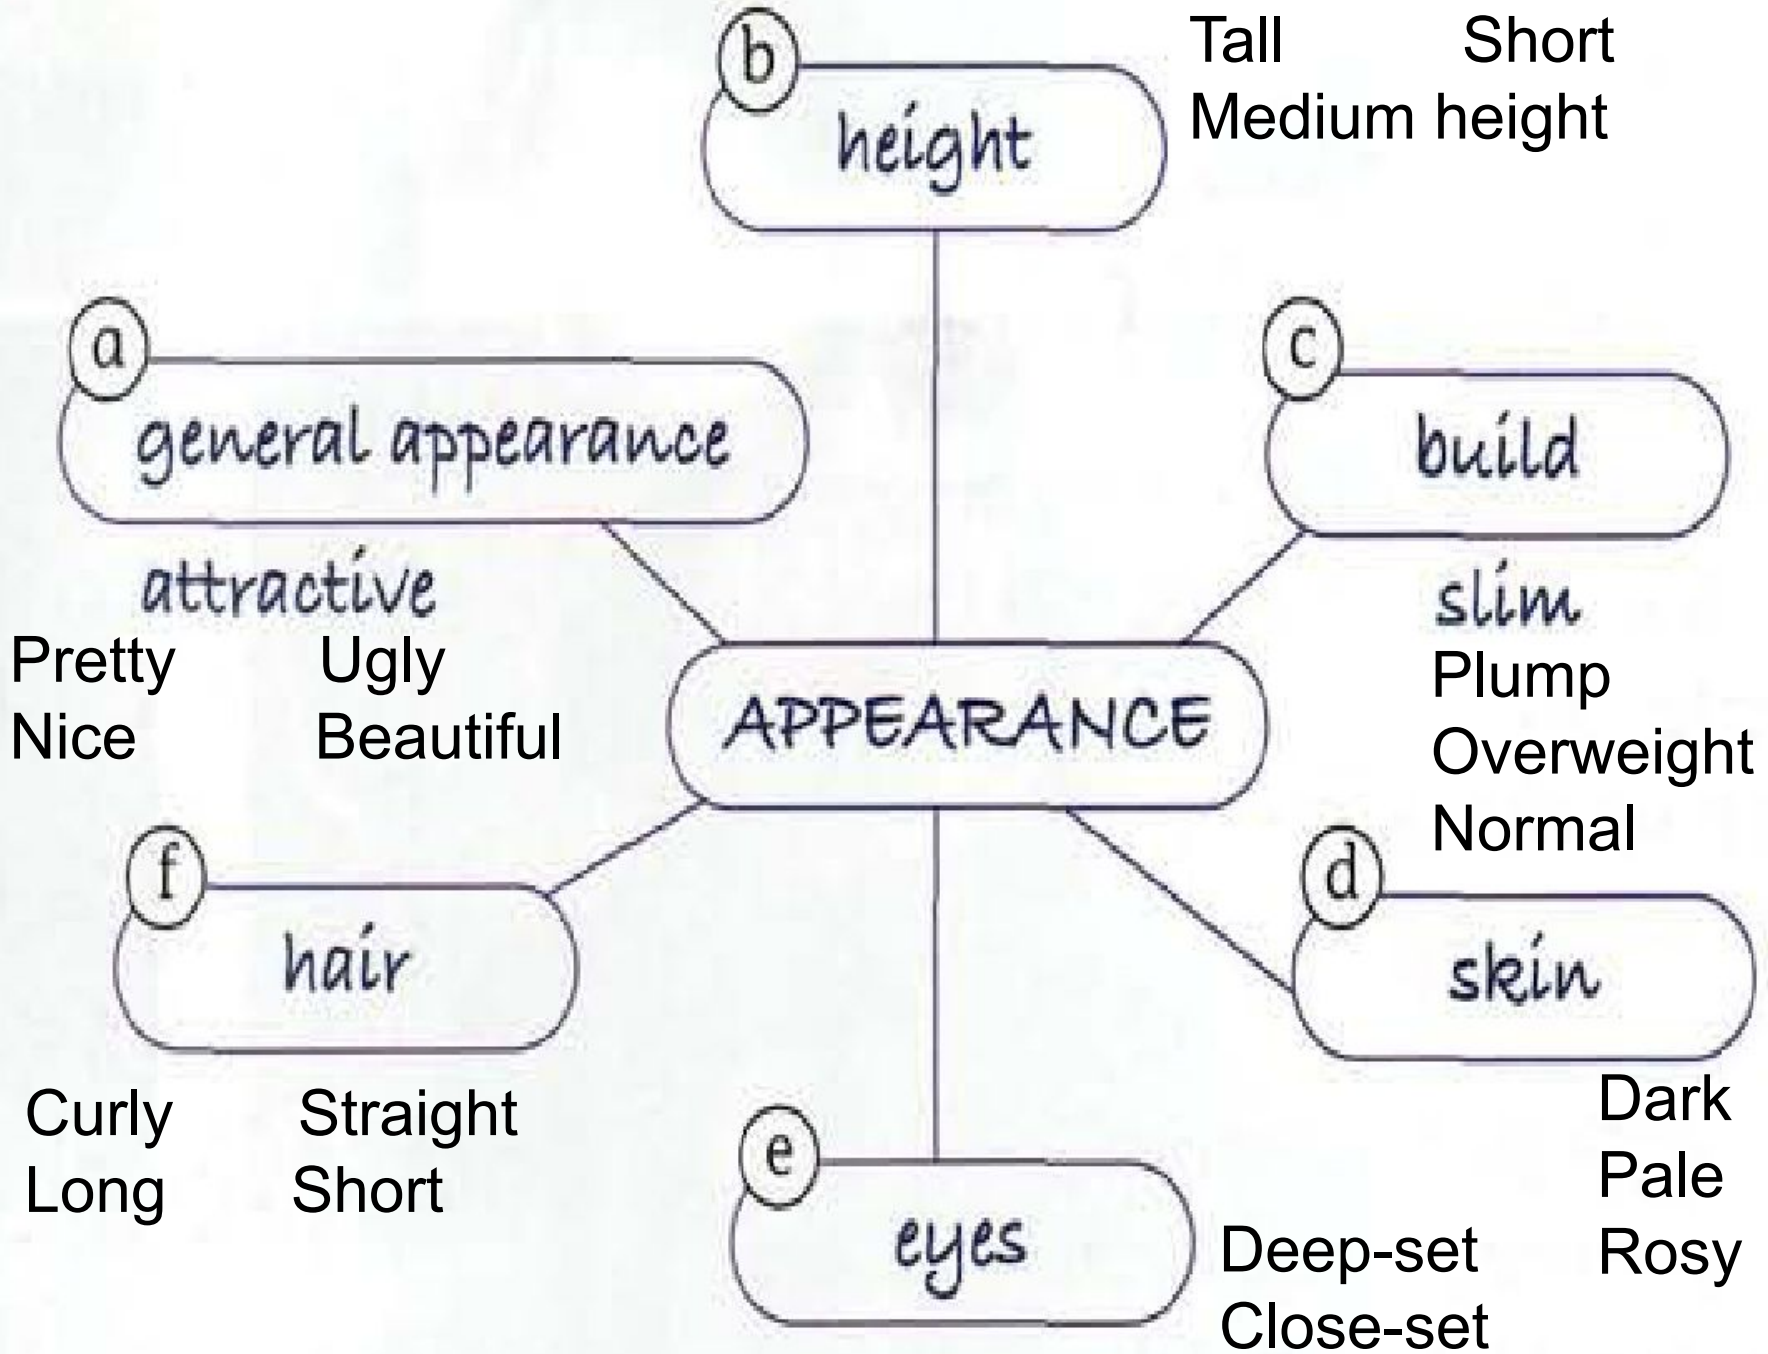 b
height
Tall Short
Medium height
a
general appearance
attractive
Pretty Ugly
Nice Beautiful
c
build
slim
Plump
Overweight
Normal
APPEARANCE
f
hair
Curly Straight
Long Short
d
skin
Dark
Pale
Rosy
e
eyes
Deep-set
Close-set